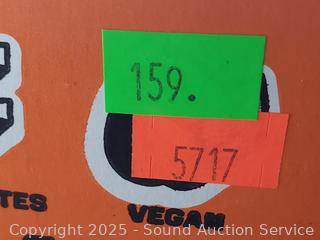 159.
5717
TES
VEGAN
Copyright © 2025 - Sound Auction Service